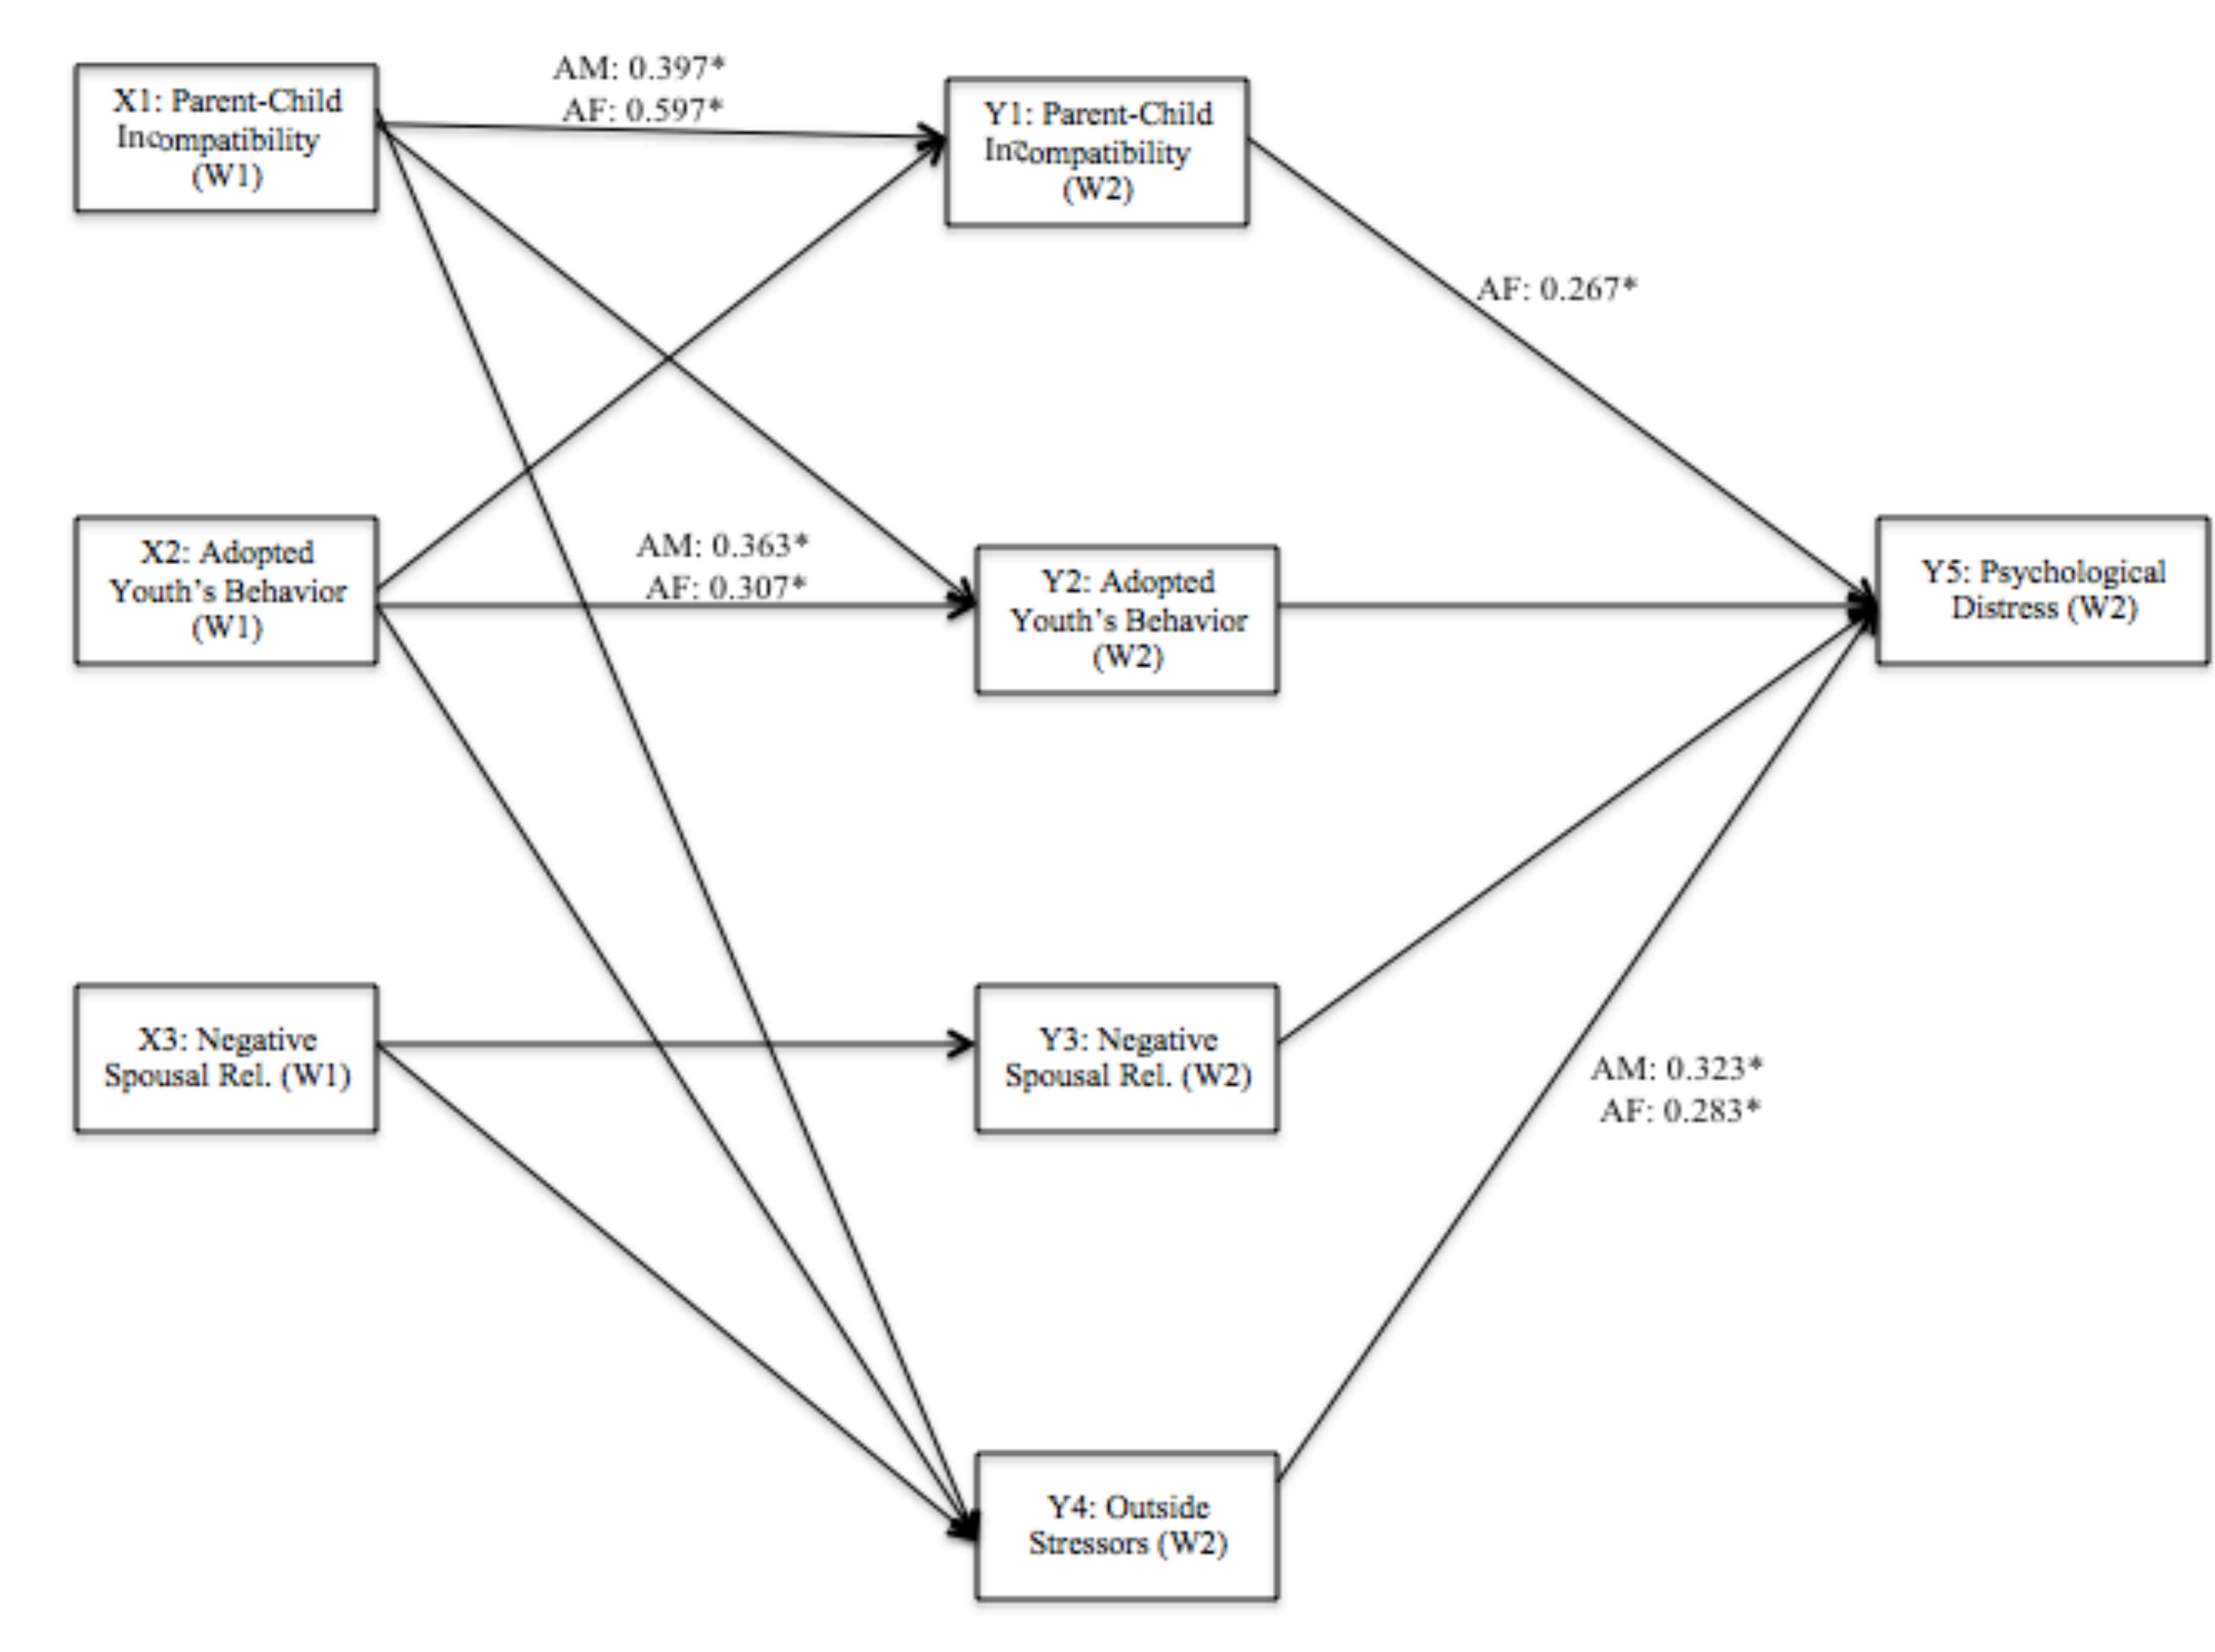 AM: 0.397*
AF: 0.597*
X1: Parent-Child
Incompatibility
(W1)
Y1: Parent-Child
Incompatibility
(W2)
AF: 0.267*
X2: Adopted
Youth's Behavior
(W1)
AM: 0.363*
AF: 0.307*
Y2: Adopted
Youth's Behavior
(W2)
Y5: Psychological
Distress (W2)
X3: Negative
Spousal Rel. (W1)
Y3: Negative
Spousal Rel. (W2)
AM: 0.323*
AF: 0.283*
Y4: Outside
Stressors (W2)